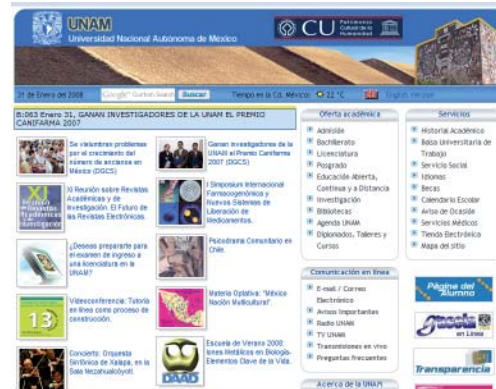 UNAM
Universidad Nacional Autónoma de México
CU
Patrimonio
Cultural de la
Humanidad
31 de Enero del 2008
Google
Buscar
Tiempo en la Cd. México: 22 °C
English Version
B:063 Enero 31, GANAN INVESTIGADORES DE LA UNAM EL PREMIO
CANIFARMA 2007
Se vislumbran problemas
por el crecimiento del
número de ancianos en
México (DGCS)
Ganan investigadores de la
UNAM el Premio Canifarma
2007 (DGCS)
XI Reunión sobre Revistas
Académicas y de
Investigación. El Futuro de
las Revistas Electrónicas.
I Simposium Internacional
Farmacogenómica y
Nuevos Sistemas de
Liberación de
Medicamentos.
¿Deseas prepararte para
el examen de ingreso a
una licenciatura en la
UNAM?
Psicodrama Comunitario en
Chile.
13
Videoconferencia: Tutoría
en línea como proceso de
construcción.
Materia Optativa: "México
Nación Multicultural".
Concierto: Orquesta
Sinfónica de Xalapa, en la
Sala Nezahualcóyotl.
DAAD
Escuela de Verano 2008:
Iones Metálicos en Biología-
Elementos Clave de la Vida.
Oferta académica
Admisión
Bachillerato
Licenciatura
Posgrado
Educación Abierta,
Continua y a Distancia
Investigación
Bibliotecas
Agenda UNAM
Diplomados, Talleres y
Cursos
Comunicación en línea
E-mail / Correo
Electrónico
Avisos Importantes
Radio UNAM
TV UNAM
Transmisiones en vivo
Preguntas frecuentes
Acerca de la UNAM
Servicios
Historial Académico
Bolsa Universitaria de
Trabajo
Servicio Social
Idiomas
Becas
Calendario Escolar
Aviso de Ocasión
Servicios Médicos
Tienda Electrónica
Mapa del sitio
Página del
Alumno
Gaceta
en Línea
Transparencia